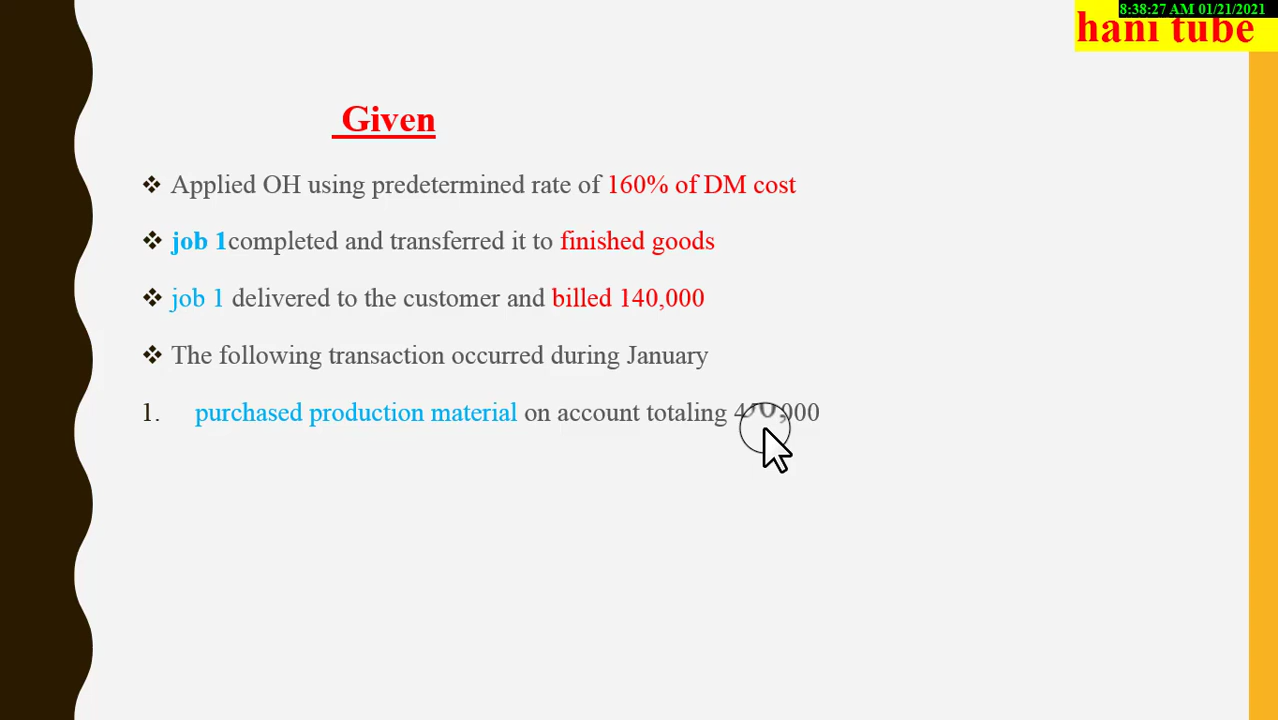 8:38:27 AM 01/21/2021
hani tube
Given
❖ Applied OH using predetermined rate of 160% of DM cost
❖ job 1completed and transferred it to finished goods
❖ job 1 delivered to the customer and billed 140,000
❖ The following transaction occurred during January
1. purchased production material on account totaling